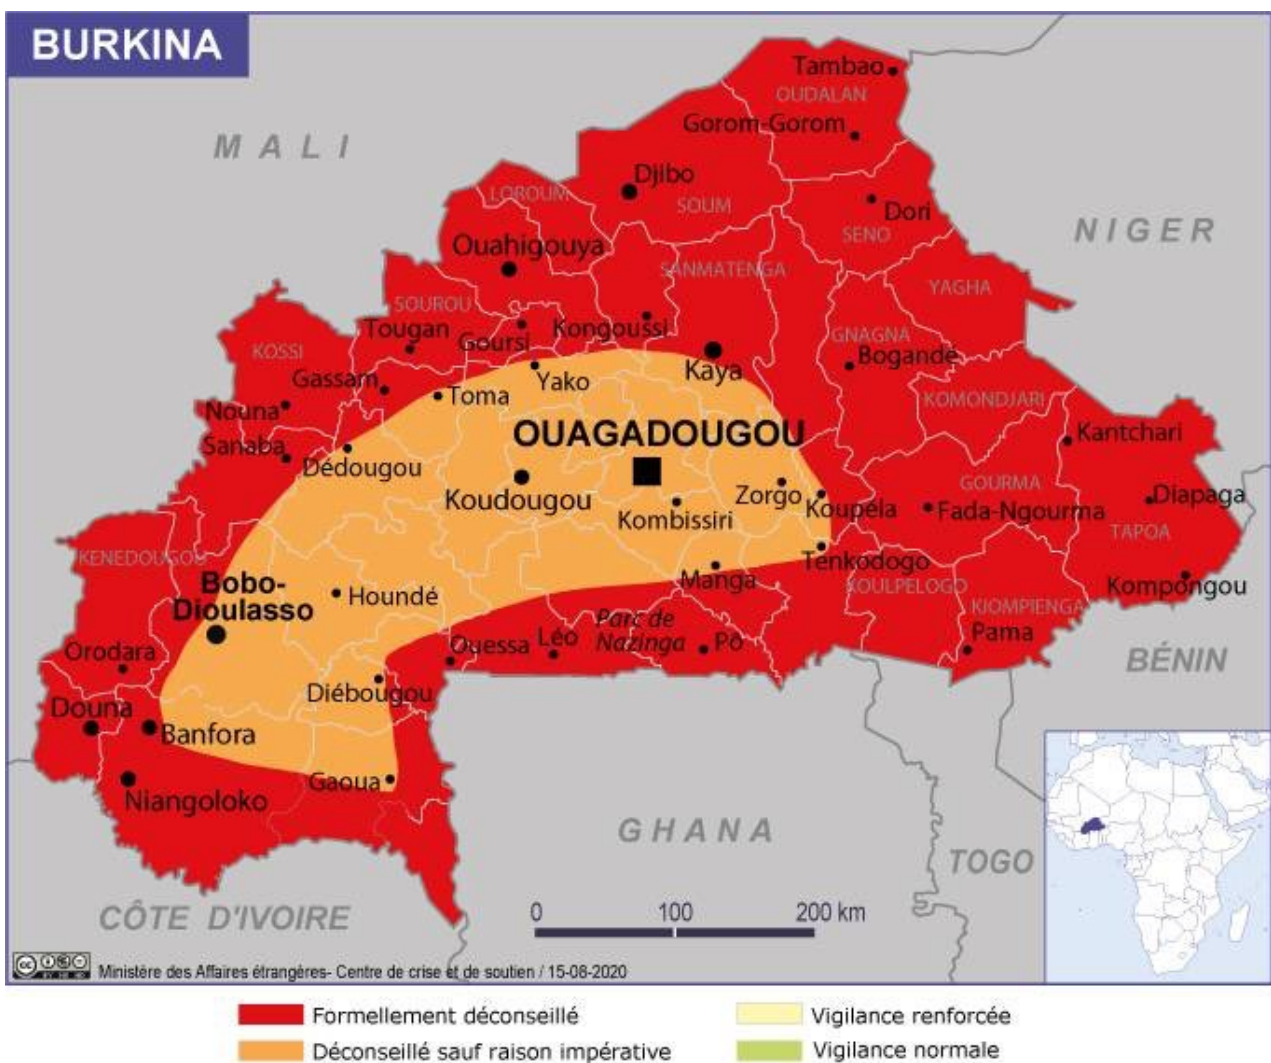 BURKINA
Tambao
OUDALAN
Gorom-Gorom
MALI
Djibo
LOROUM
SOUM
Dori
SENO
NIGER
Ouahigouya
SANMATENGA
YAGHA
SOUROU
Tougan
Goursi
Kongoussi
GNAGNA
KOSSI
Bogandé
Gassam
Yako
Kaya
Toma
KOMONDJARI
Nouna
Sanaba
OUAGADOUGOU
Kantchari
Dédougou
Koudougou
Zorgo
Koupéla
GOURMA
Fada-Ngourma
Diapaga
Kombissiri
TAPOA
KENEDOUGOU
Tenkodogo
Manga
KOULPELOGO
Kompongou
Bobo-
Dioulasso
Houndé
KIOMPIENGA
Parc de
Nazinga
Ouessa
Léo
Pô
Pama
Orodara
BÉNIN
Diébougou
Douna
Banfora
Gaoua
Niangoloko
GHANA
TOGO
CÔTE D'IVOIRE
0 100 200 km
Ministère des Affaires étrangères- Centre de crise et de soutien / 15-08-2020
Formellement déconseillé
Vigilance renforcée
Déconseillé sauf raison impérative
Vigilance normale